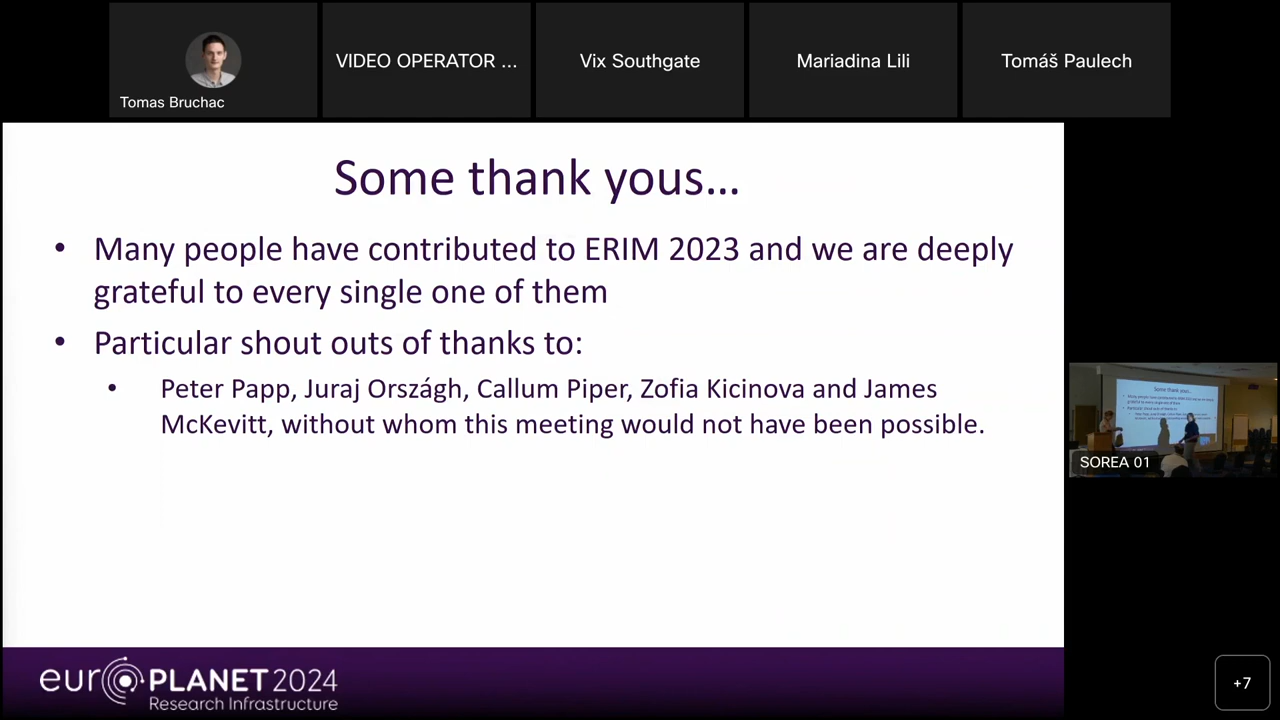 Tomas Bruchac
VIDEO OPERATOR ...
Vix Southgate
Mariadina Lili
Tomáš Paulech
Some thank yous...
• Many people have contributed to ERIM 2023 and we are deeply
grateful to every single one of them
• Particular shout outs of thanks to:
• Peter Papp, Juraj Országh, Callum Piper, Zofia Kicinova and James
McKevitt, without whom this meeting would not have been possible.
SOREA 01
europlanet 2024
Research Infrastructure
+7